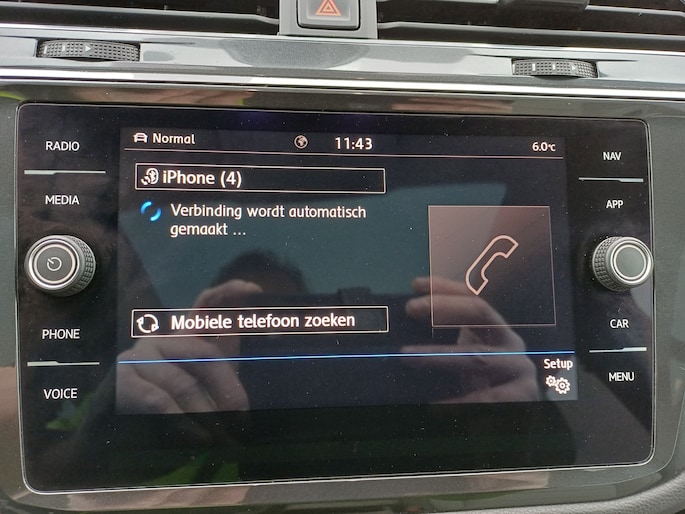 RADIO
MEDIA
PHONE
VOICE
Normal
11:43
6.0°C
iPhone (4)
Verbinding wordt automatisch
gemaakt ...
Mobiele telefoon zoeken
Setup
NAV
APP
CAR
MENU